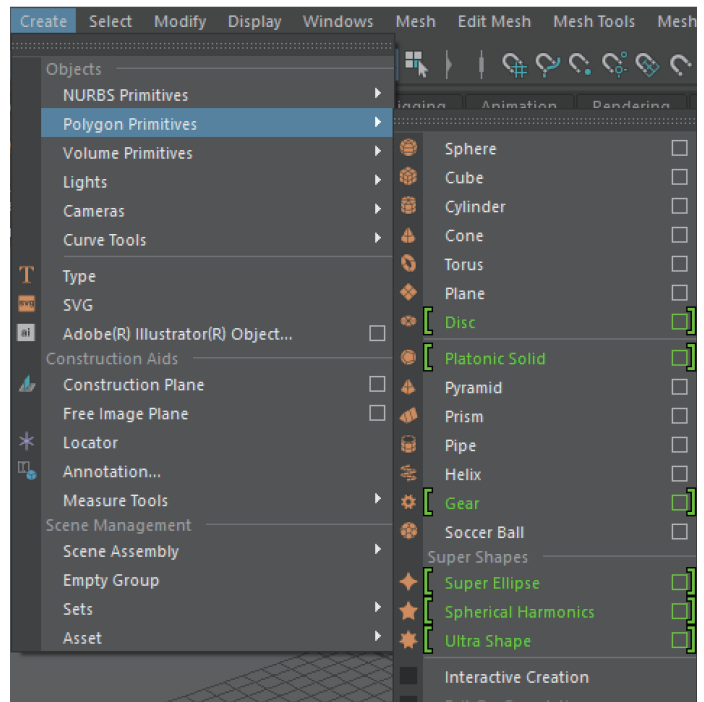 Create Select Modify Display Windows Mesh Edit Mesh Mesh Tools Mesh
Objects
NURBS Primitives
Polygon Primitives
Volume Primitives
Lights
Cameras
Curve Tools
T Type
svg SVG
ai Adobe(R) Illustrator(R) Object...
Construction Aids
Construction Plane
Free Image Plane
Locator
Annotation...
Measure Tools
Scene Management
Scene Assembly
Empty Group
Sets
Asset
Animation Rendering
Sphere
Cube
Cylinder
Cone
Torus
Plane
Disc
Platonic Solid
Pyramid
Prism
Pipe
Helix
Gear
Soccer Ball
Super Shapes
Super Ellipse
Spherical Harmonics
Ultra Shape
Interactive Creation